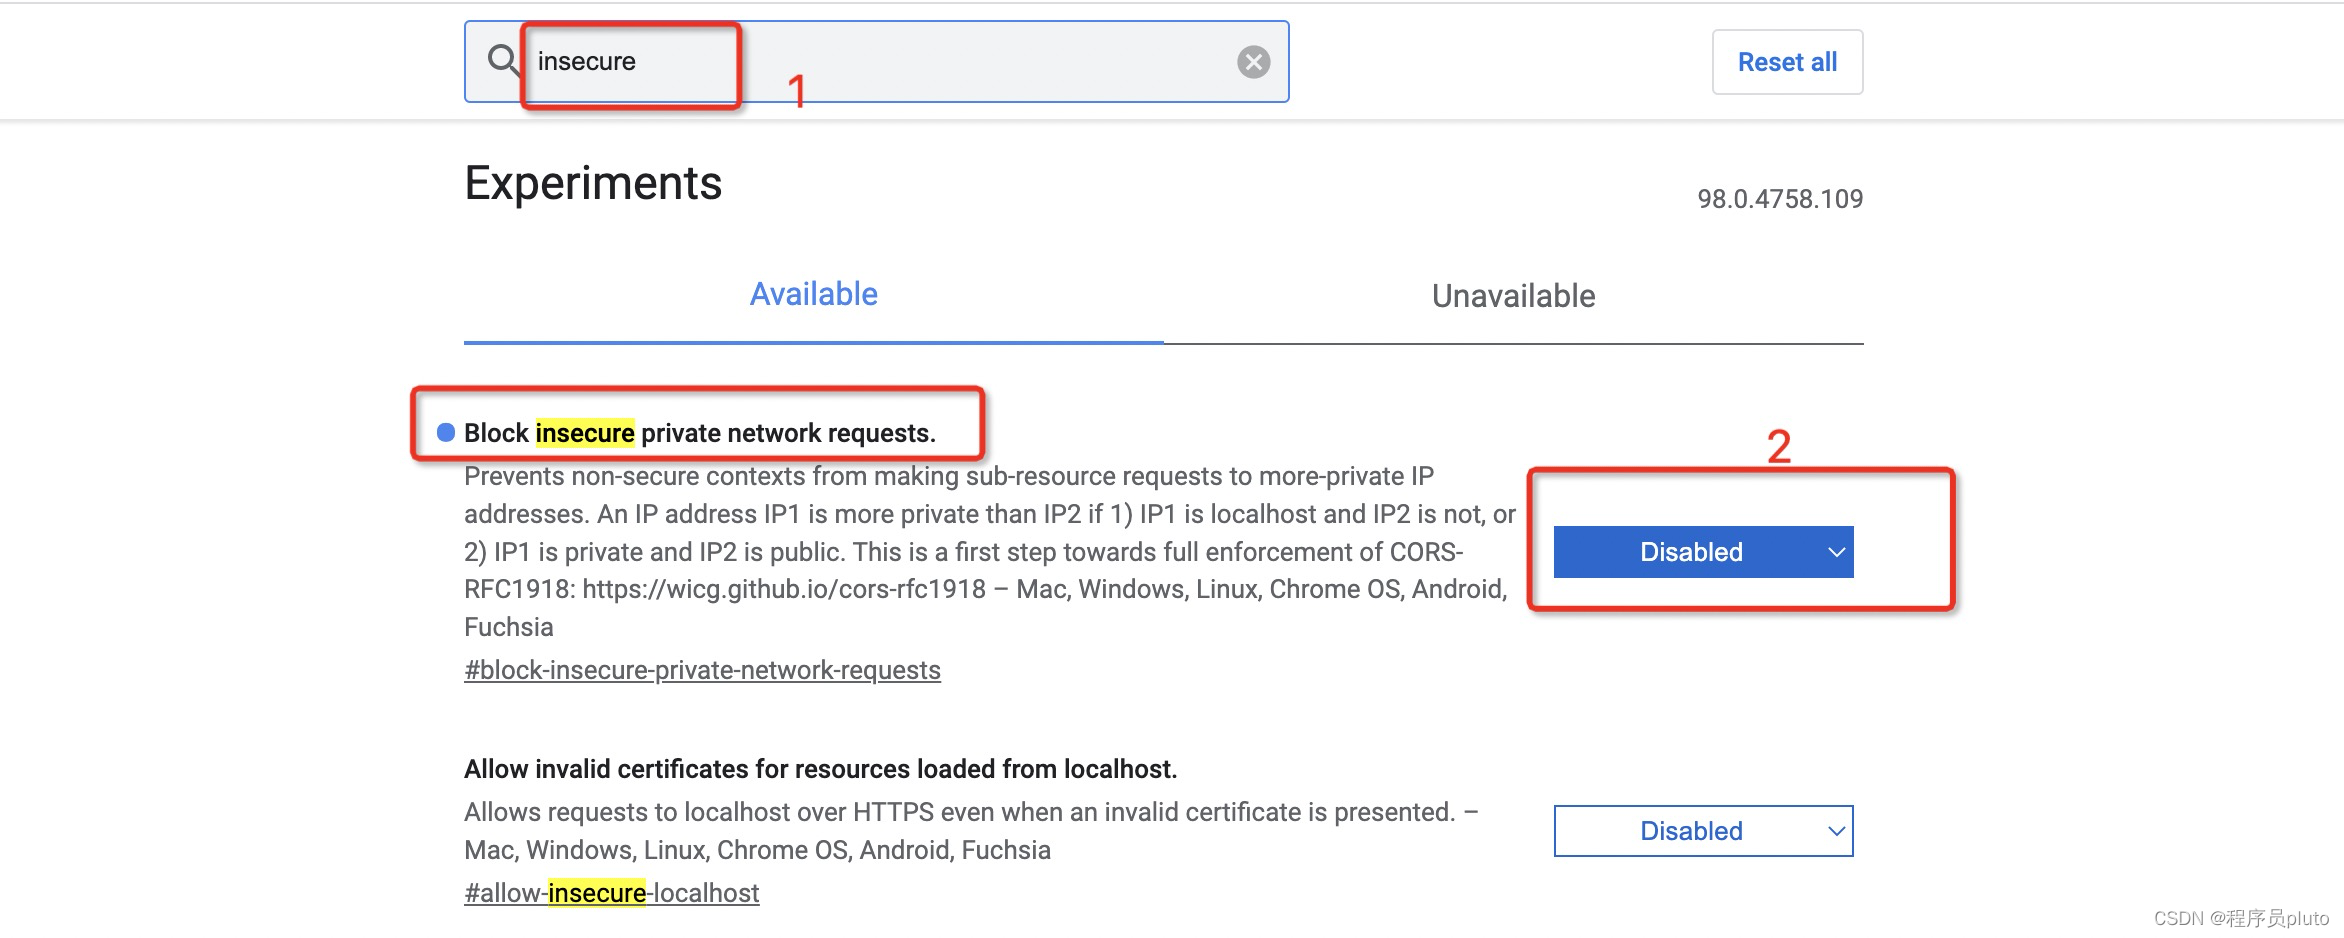 insecure
1
Reset all
Experiments
98.0.4758.109
Available
Unavailable
Block insecure private network requests.
2
Prevents non-secure contexts from making sub-resource requests to more-private IP
addresses. An IP address IP1 is more private than IP2 if 1) IP1 is localhost and IP2 is not, or
2) IP1 is private and IP2 is public. This is a first step towards full enforcement of CORS-
RFC1918: https://wicg.github.io/cors-rfc1918 – Mac, Windows, Linux, Chrome OS, Android,
Fuchsia
#block-insecure-private-network-requests
Disabled
Allow invalid certificates for resources loaded from localhost.
Allows requests to localhost over HTTPS even when an invalid certificate is presented. –
Mac, Windows, Linux, Chrome OS, Android, Fuchsia
#allow-insecure-localhost
Disabled
CSDN @程序员pluto